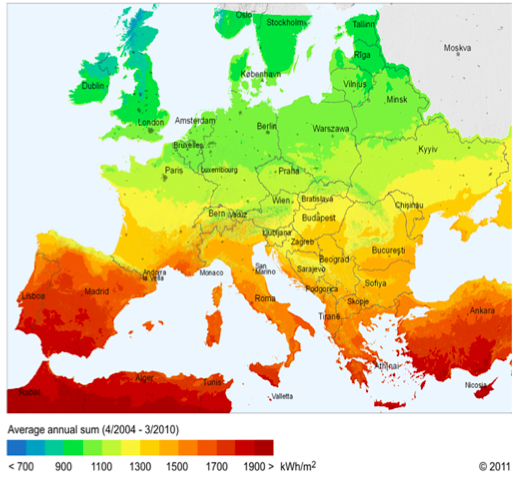 Oslo
Stockholm
Tallinn
Rīga
Moskva
København
Dublin
Vilnius
Minsk
London
Amsterdam
Berlin
Warszawa
Bruxelles
Kyyiv
Paris
Luxembourg
Praha
Wien
Bratislava
Chişinău
Bern
Vaduz
Budapest
Ljubljana
Zagreb
Bucureşti
Beograd
Andorra
la Vella
Monaco
San
Marino
Sarajevo
Madrid
Podgorica
Sofiya
Lisboa
Roma
Skopje
Tiranë
Ankara
Athínai
Alger
Tunis
Nicosia
Rabat
Valletta
Average annual sum (4/2004 - 3/2010)
< 700 900 1100 1300 1500 1700 1900 > kWh/m²
© 2011